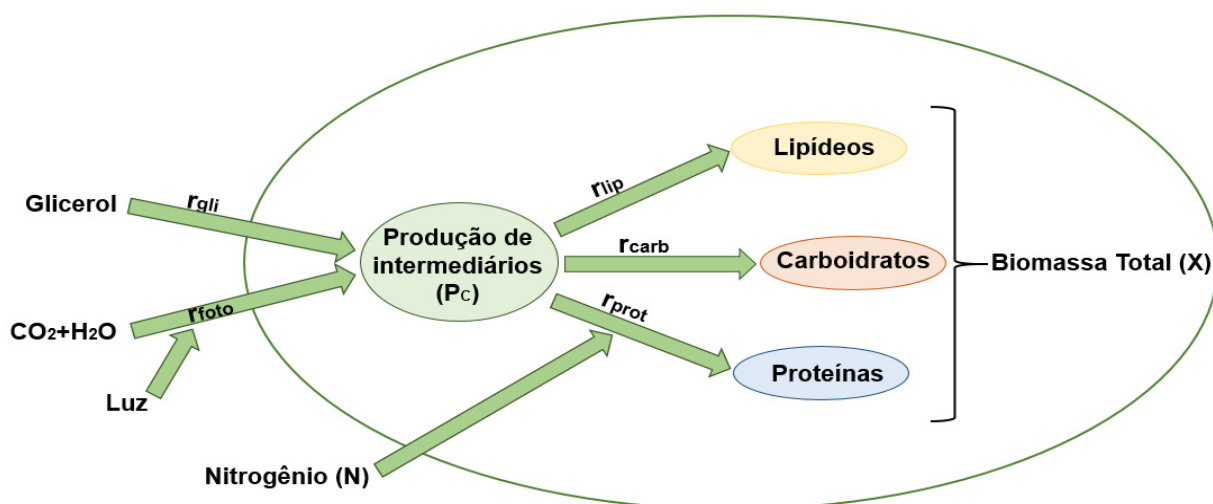 Lipídeos
rlip
Glicerol
rgli
Produção de
intermediários
(PC)
rcarb
Carboidratos
Biomassa Total (X)
CO2+H2O
rfoto
rprot
Luz
Proteínas
Nitrogênio (N)